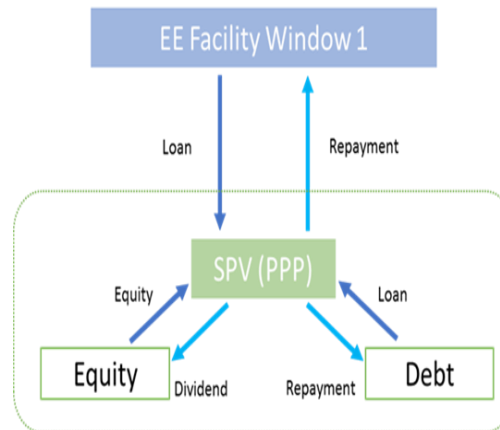 EE Facility Window 1
Loan
Repayment
SPV (PPP)
Equity
Loan
Equity
Dividend
Repayment
Debt